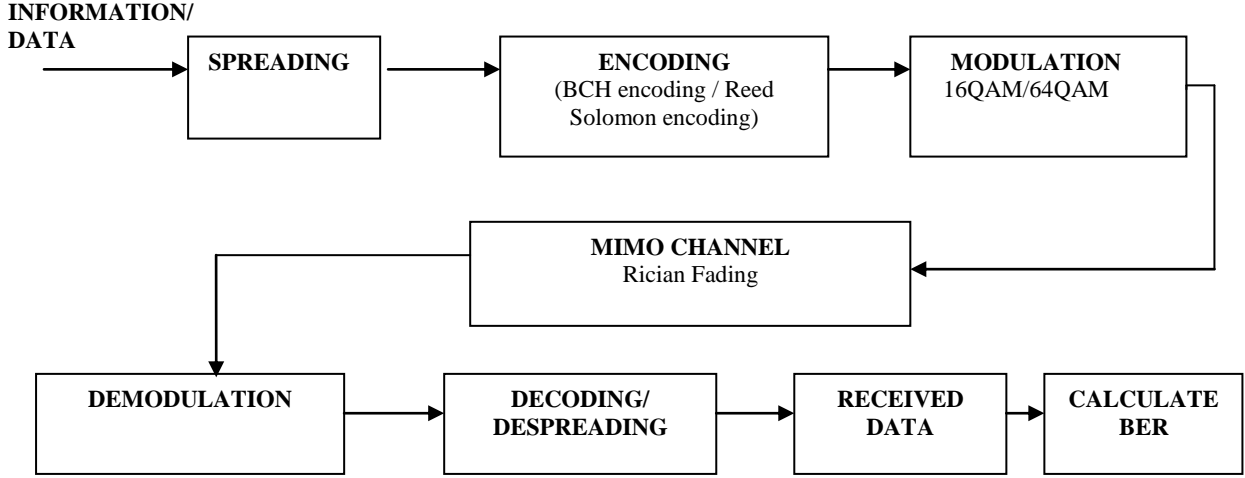 INFORMATION/
DATA
SPREADING
ENCODING
(BCH encoding / Reed
Solomon encoding)
MODULATION
16QAM/64QAM
MIMO CHANNEL
Rician Fading
DEMODULATION
DECODING/
DESPREADING
RECEIVED
DATA
CALCULATE
BER